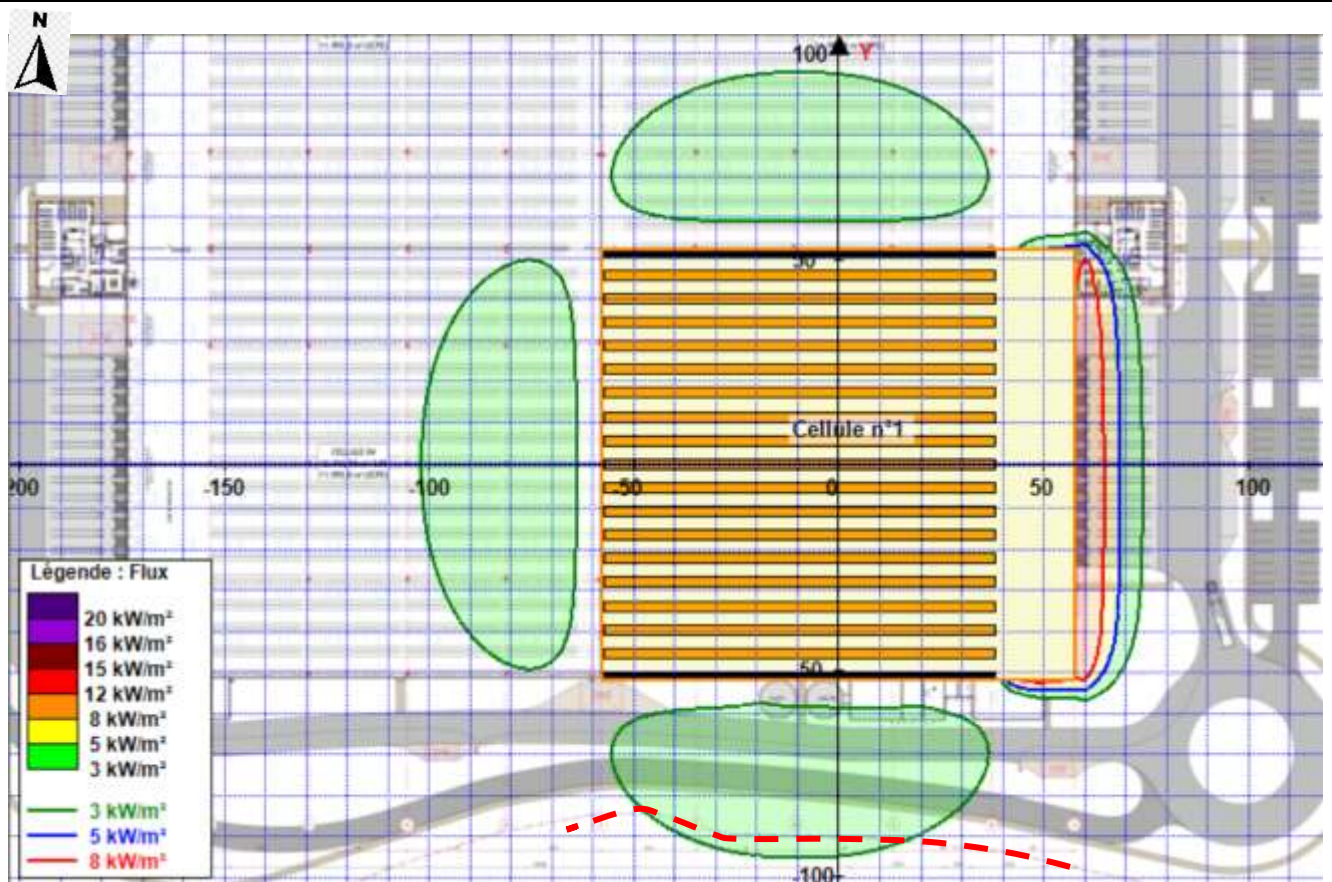 N
100 Y
50
Cellule n°1
200 -150 -100 -50 0 50 100
Légende : Flux
20 kW/m²
16 kW/m²
15 kW/m²
12 kW/m²
8 kW/m²
5 kW/m²
3 kW/m²
3 kW/m²
5 kW/m²
8 kW/m²
50
-100